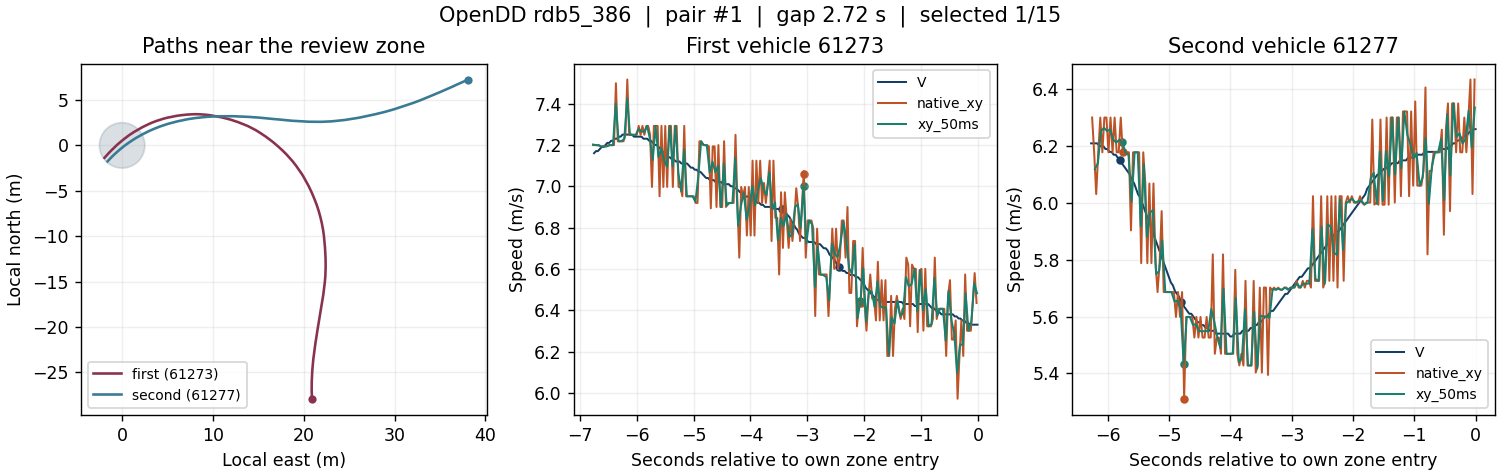 OpenDD rdb5_386 | pair #1 | gap 2.72 s | selected 1/15
Paths near the review zone
Local north (m)
5
0
−5
−10
−15
−20
−25
first (61273)
second (61277)
0
10
20
30
40
Local east (m)
First vehicle 61273
Speed (m/s)
7.4
7.2
7.0
6.8
6.6
6.4
6.2
6.0
V
native_xy
xy_50ms
−7
−6
−5
−4
−3
−2
−1
0
Seconds relative to own zone entry
Second vehicle 61277
Speed (m/s)
6.4
6.2
6.0
5.8
5.6
5.4
V
native_xy
xy_50ms
−6
−5
−4
−3
−2
−1
0
Seconds relative to own zone entry